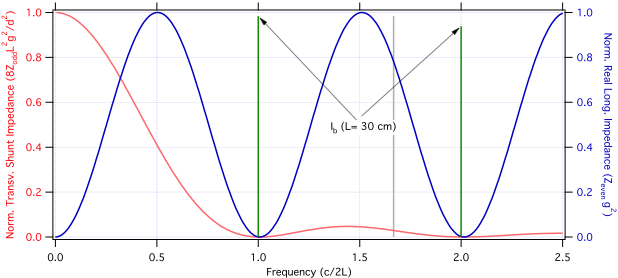 Norm. Transv. Shunt Impedance (8Z_odd L²g²/d²)
1.0
0.8
0.6
0.4
0.2
0.0
I_b (L= 30 cm)
1.0
0.8
0.6
0.4
0.2
0.0
Norm. Real Long. Impedance (Z_even g²)
0.0 0.5 1.0 1.5 2.0 2.5
Frequency (c/2L)